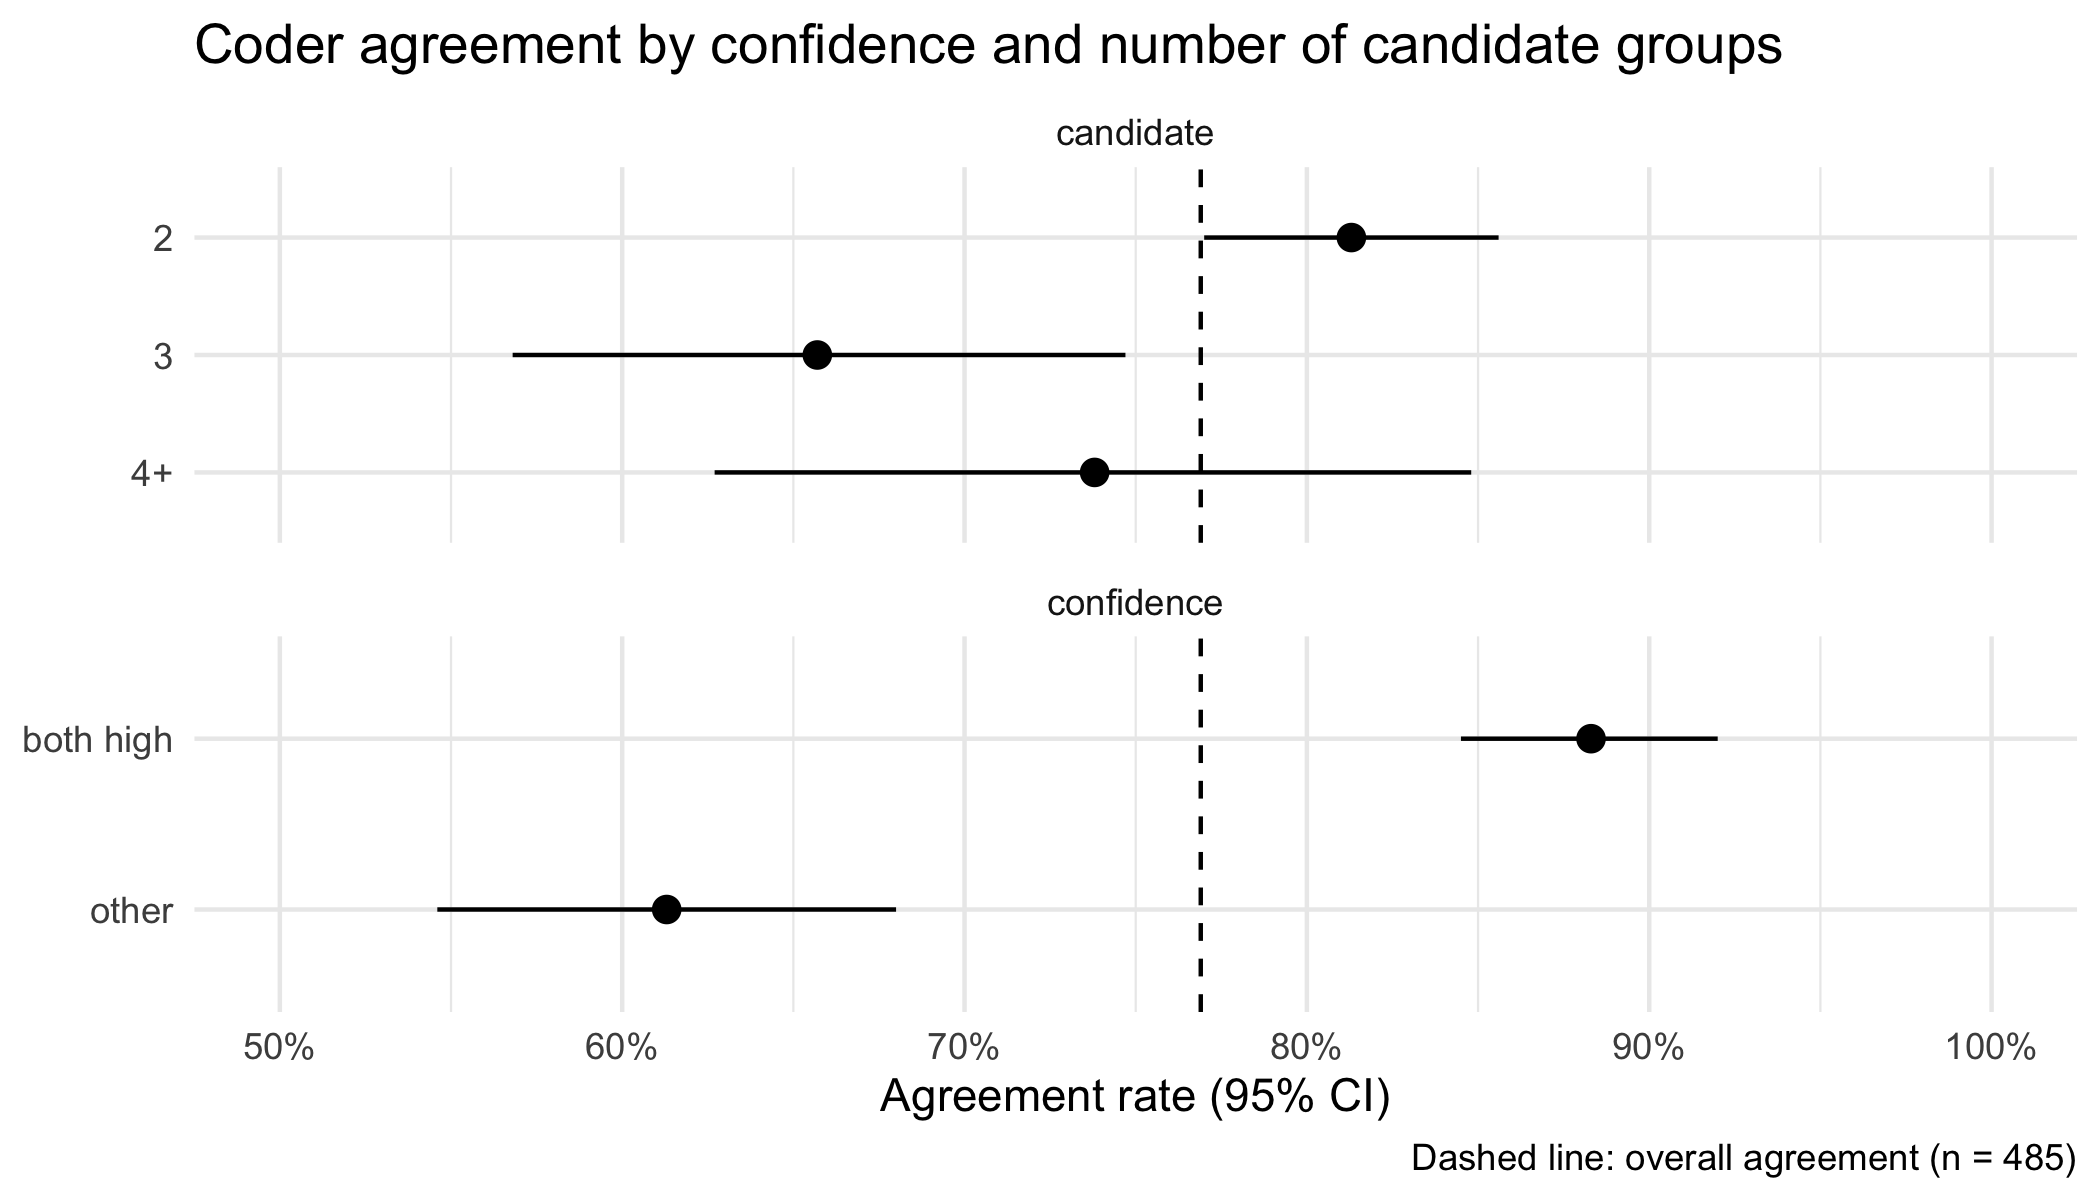 Coder agreement by confidence and number of candidate groups
candidate
2
3
4+
confidence
both high
other
50% 60% 70% 80% 90% 100%
Agreement rate (95% CI)
Dashed line: overall agreement (n = 485)